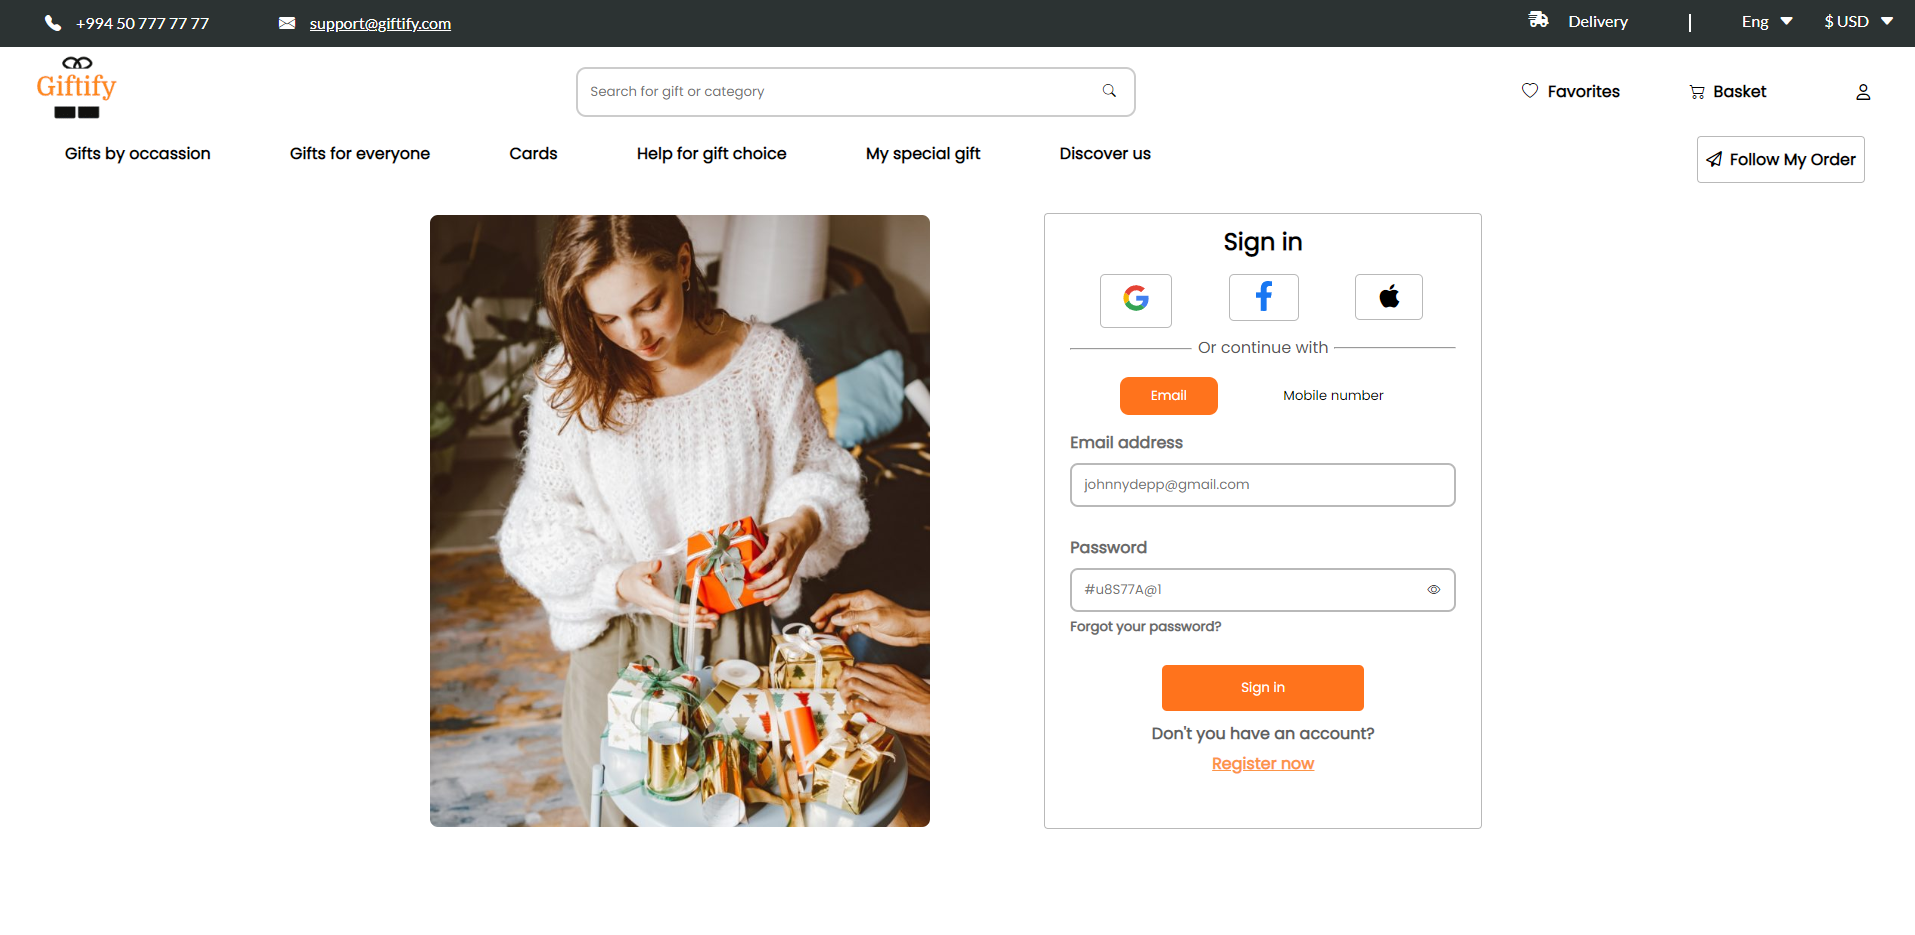 +994 50 777 77 77
support@giftify.com
Delivery
|
Eng
$ USD
Giftify
Search for gift or category
Favorites
Basket
Gifts by occassion
Gifts for everyone
Cards
Help for gift choice
My special gift
Discover us
Follow My Order
Sign in
Or continue with
Email
Mobile number
Email address
johnnydepp@gmail.com
Password
#u8S77A@1
Forgot your password?
Sign in
Don't you have an account?
Register now